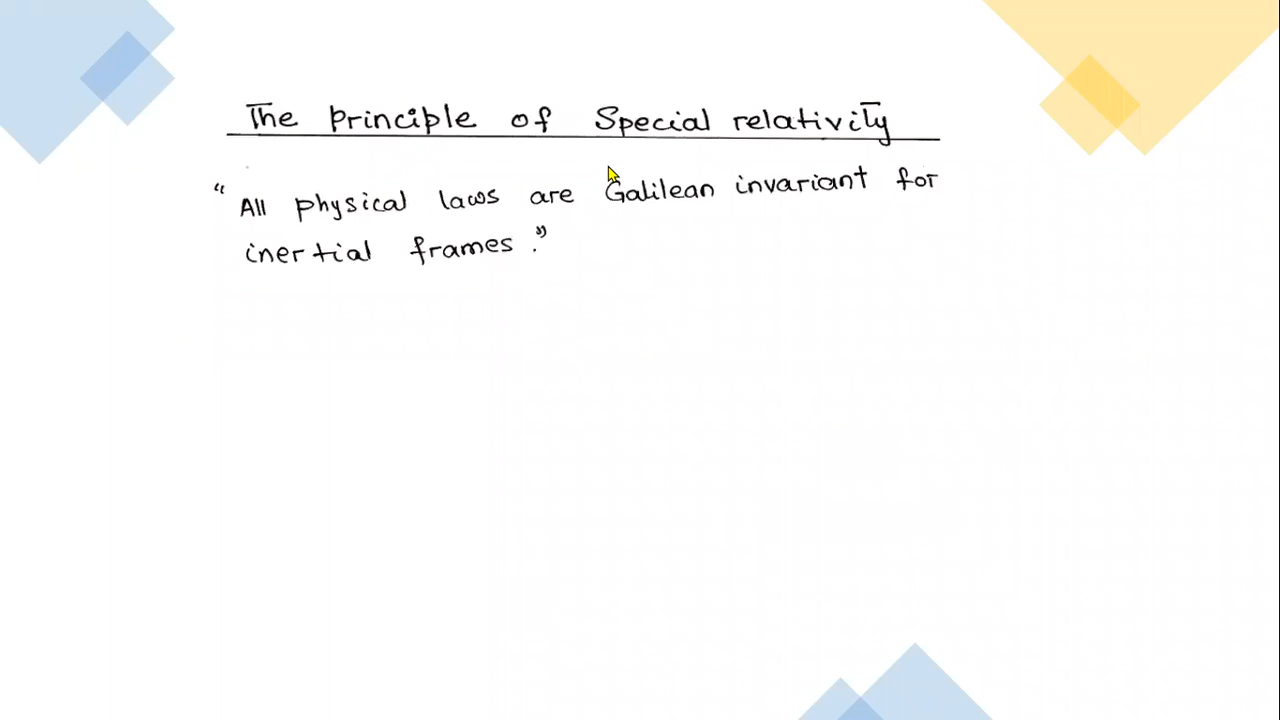 The Principle of Special relativity
“All physical laws are Galilean invariant for
inertial frames.”